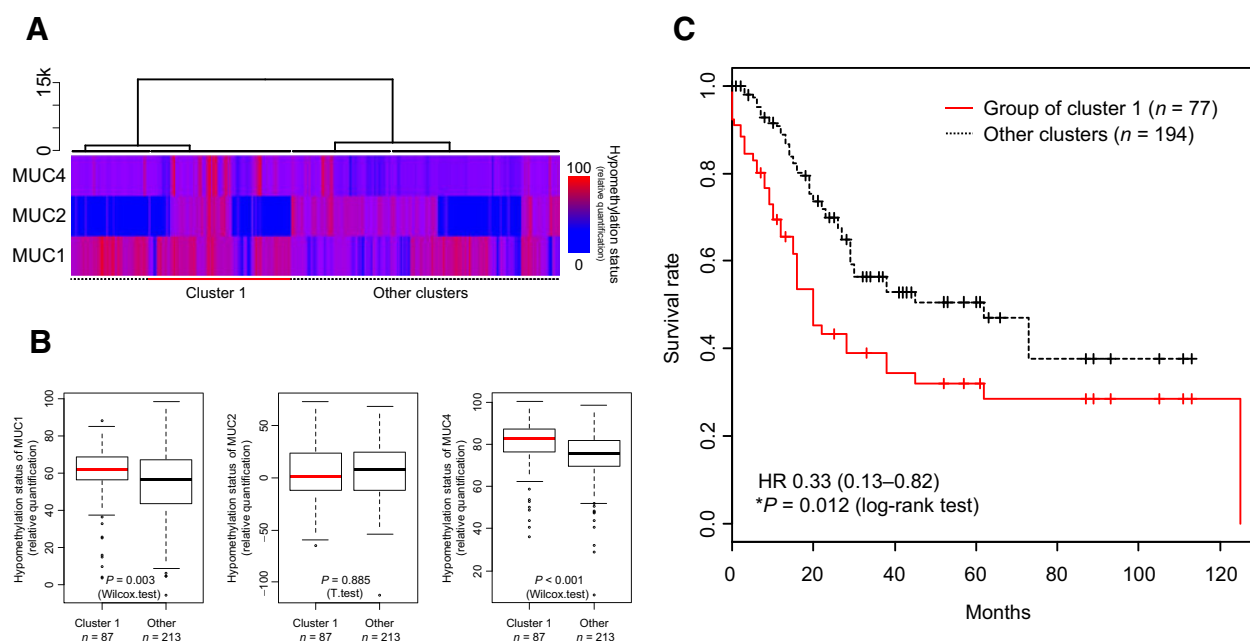 A
15k
0
MUC4
MUC2
MUC1
Cluster 1
Other clusters
100
0
Hypomethylation status
(relative quantification)
B
Hypomethylation status of MUC1
(relative quantification)
100
80
60
40
20
0
P = 0.003
(Wilcox.test)
Cluster 1
n = 87
Other
n = 213
Hypomethylation status of MUC2
(relative quantification)
50
0
−50
−100
P = 0.885
(T.test)
Cluster 1
n = 87
Other
n = 213
Hypomethylation status of MUC4
(relative quantification)
100
80
60
40
20
P < 0.001
(Wilcox.test)
Cluster 1
n = 87
Other
n = 213
C
Survival rate
1.0
0.8
0.6
0.4
0.2
0.0
Group of cluster 1 (n = 77)
Other clusters (n = 194)
HR 0.33 (0.13–0.82)
*P = 0.012 (log-rank test)
0 20 40 60 80 100 120
Months